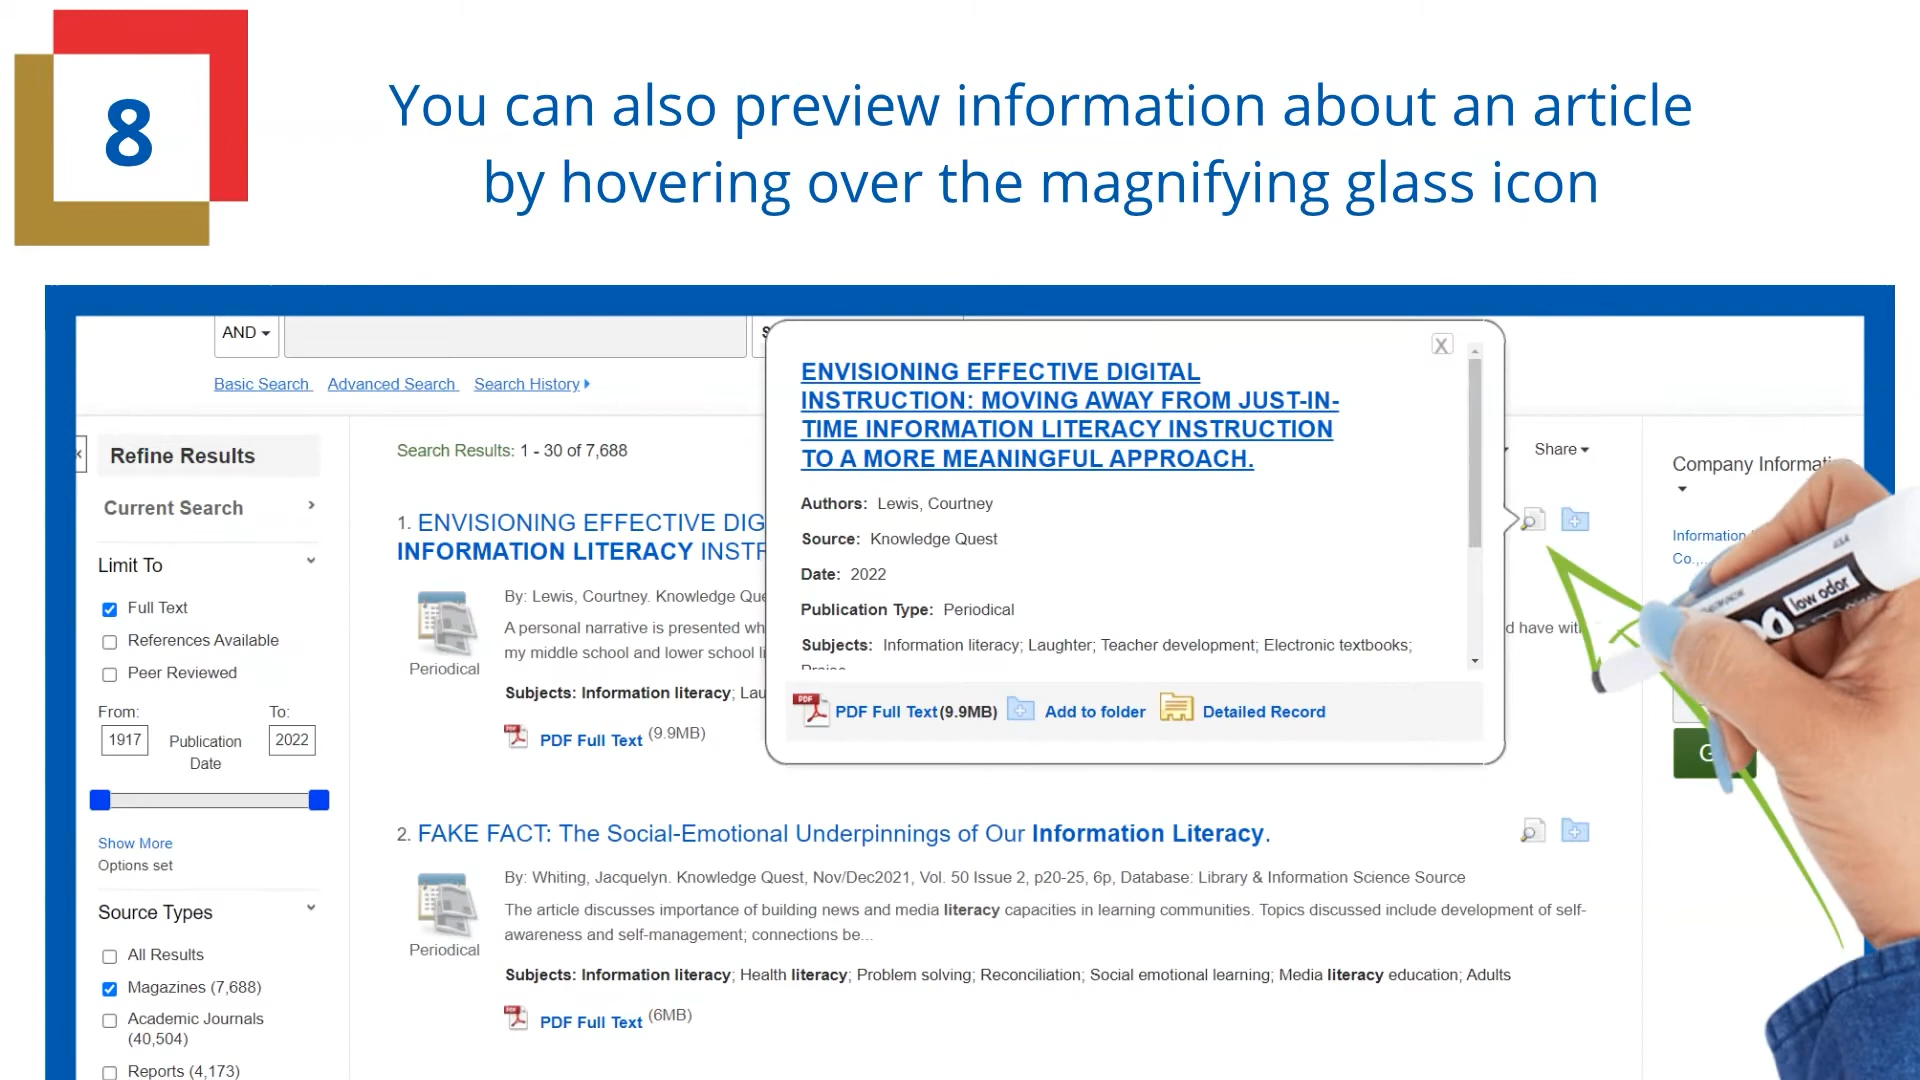 8
You can also preview information about an article
by hovering over the magnifying glass icon
AND
Basic Search Advanced Search Search History
Refine Results
Current Search
Limit To
Full Text
References Available
Peer Reviewed
From: To:
1917 Publication 2022
Date
Show More
Options set
Source Types
All Results
Magazines (7,688)
Academic Journals
(40,504)
Reports (4,173)
Search Results: 1 - 30 of 7,688
Share
1. ENVISIONING EFFECTIVE DIG
INFORMATION LITERACY INSTR
Periodical
By: Lewis, Courtney. Knowledge Que
A personal narrative is presented wh
d have with
my middle school and lower school li
Subjects: Information literacy; Lau
PDF Full Text (9.9MB)
X
ENVISIONING EFFECTIVE DIGITAL
INSTRUCTION: MOVING AWAY FROM JUST-IN-
TIME INFORMATION LITERACY INSTRUCTION
TO A MORE MEANINGFUL APPROACH.
Authors: Lewis, Courtney
Source: Knowledge Quest
Date: 2022
Publication Type: Periodical
Subjects: Information literacy; Laughter; Teacher development; Electronic textbooks;
PDF Full Text (9.9MB) Add to folder Detailed Record
2. FAKE FACT: The Social-Emotional Underpinnings of Our Information Literacy.
Periodical
By: Whiting, Jacquelyn. Knowledge Quest, Nov/Dec2021, Vol. 50 Issue 2, p20-25, 6p, Database: Library & Information Science Source
The article discusses importance of building news and media literacy capacities in learning communities. Topics discussed include development of self-
awareness and self-management; connections be...
Subjects: Information literacy; Health literacy; Problem solving; Reconciliation; Social emotional learning; Media literacy education; Adults
PDF Full Text (6MB)
Company Informati
Information
Co.,
low odor
USA